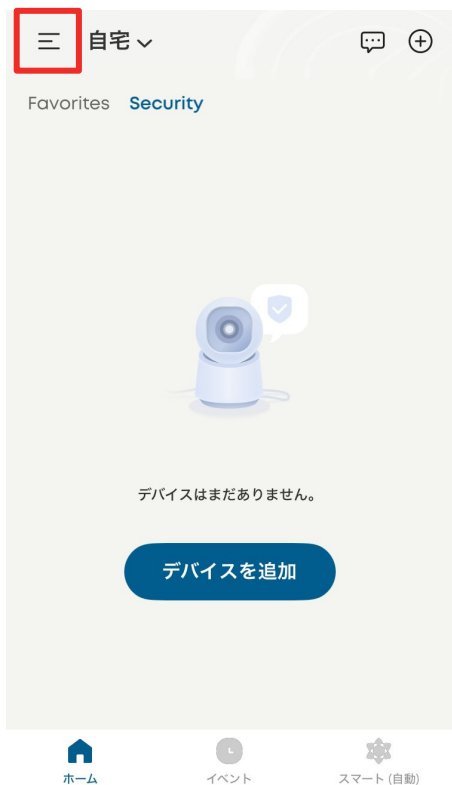 自宅
Favorites Security
デバイスはまだありません。
デバイスを追加
ホーム イベント スマート (自動)